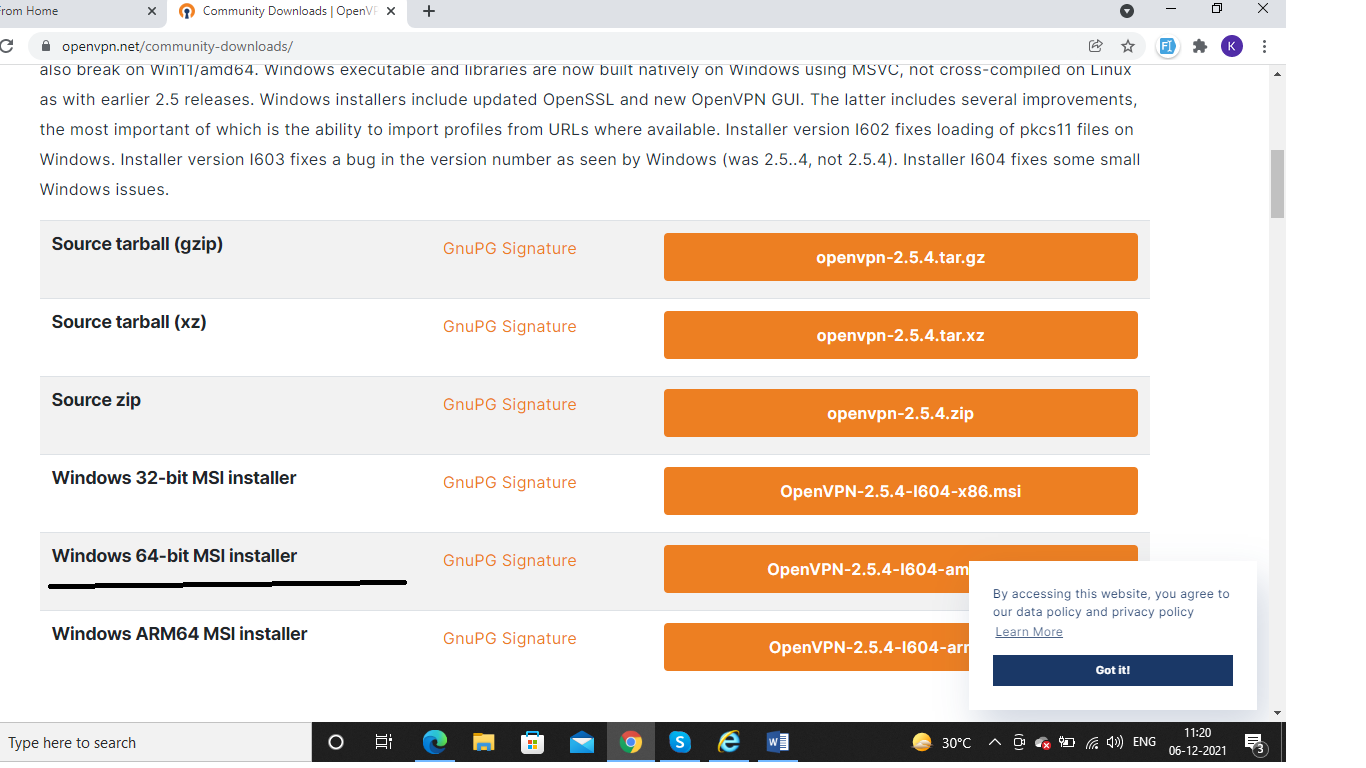 From Home
Community Downloads | OpenVP
openvpn.net/community-downloads/
K
also break on Win11/amd64. Windows executable and libraries are now built natively on Windows using MSVC, not cross-compiled on Linux
as with earlier 2.5 releases. Windows installers include updated OpenSSL and new OpenVPN GUI. The latter includes several improvements,
the most important of which is the ability to import profiles from URLs where available. Installer version I602 fixes loading of pkcs11 files on
Windows. Installer version I603 fixes a bug in the version number as seen by Windows (was 2.5..4, not 2.5.4). Installer I604 fixes some small
Windows issues.
Source tarball (gzip) GnuPG Signature openvpn-2.5.4.tar.gz
Source tarball (xz) GnuPG Signature openvpn-2.5.4.tar.xz
Source zip GnuPG Signature openvpn-2.5.4.zip
Windows 32-bit MSI installer GnuPG Signature OpenVPN-2.5.4-I604-x86.msi
Windows 64-bit MSI installer GnuPG Signature OpenVPN-2.5.4-I604-am
Windows ARM64 MSI installer GnuPG Signature OpenVPN-2.5.4-I604-arm
By accessing this website, you agree to
our data policy and privacy policy
Learn More
Got it!
Type here to search
30°C
ENG
11:20
06-12-2021
3